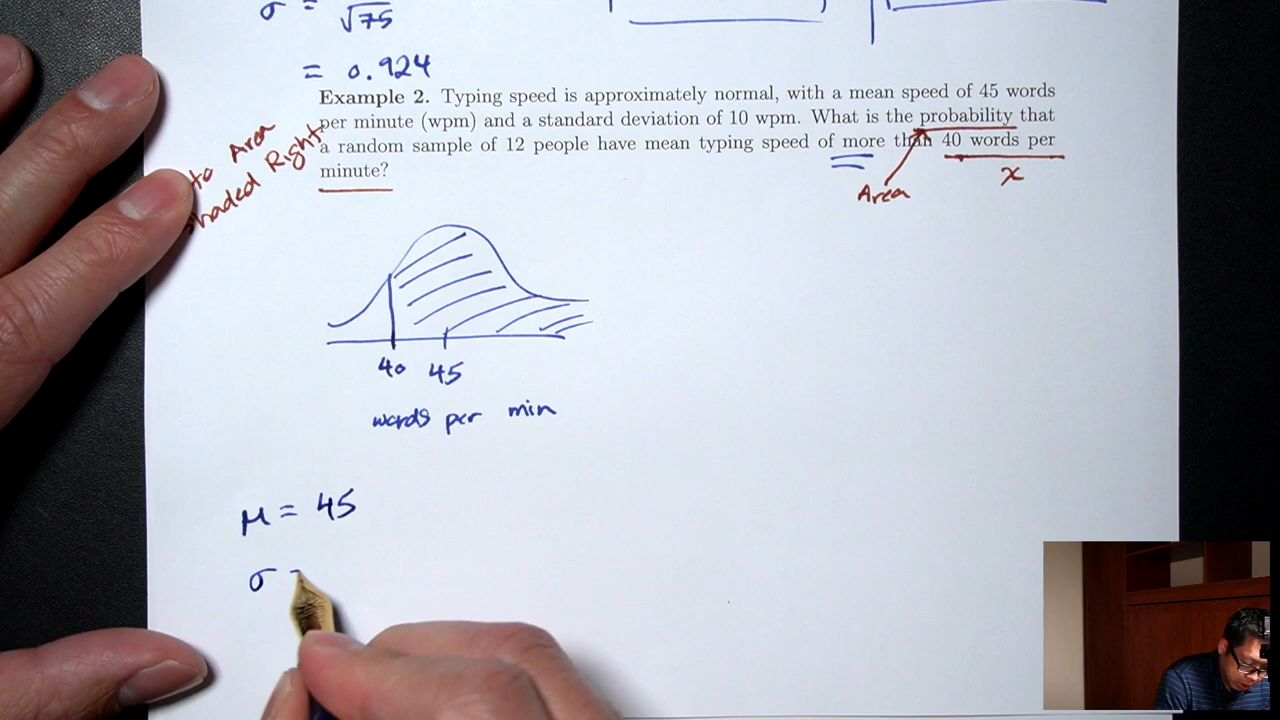 σ = 
√75
= 0.924
Example 2. Typing speed is approximately normal, with a mean speed of 45 words
per minute (wpm) and a standard deviation of 10 wpm. What is the probability that
a random sample of 12 people have mean typing speed of more than 40 words per
minute?
to Area
shaded Right
Area
x
40 45
words per min
μ = 45
σ